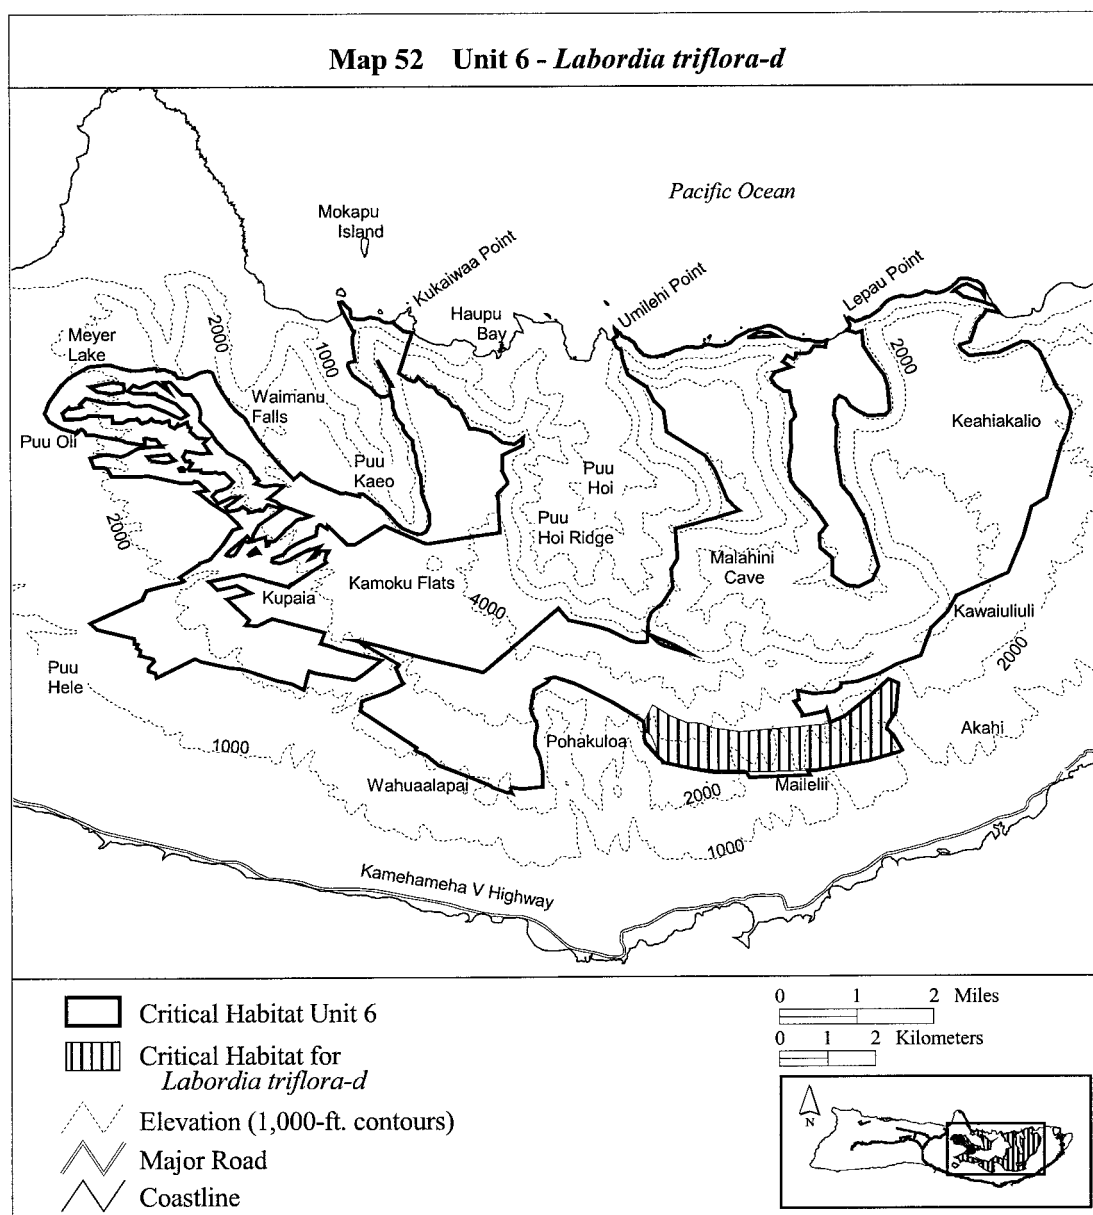 Map 52 Unit 6 - Labordia triflora-d
Pacific Ocean
Mokapu
Island
Kukaiwaa Point
Umilehi Point
Lepau Point
Haupu
Bay
Meyer
Lake
2000
1000
2000
Waimanu
Falls
Keahiakalio
Puu Oli
Puu
Kaeo
Puu
Hoi
Puu
Hoi Ridge
2000
Malahini
Cave
Kamoku Flats
Kupaia
4000
Kawaiuliuli
2000
Puu
Hele
Akahi
1000
Pohakuloa
Wahuaalapai
Mailelii
2000
1000
Kamehameha V Highway
Critical Habitat Unit 6
Critical Habitat for
Labordia triflora-d
Elevation (1,000-ft. contours)
Major Road
Coastline
0 1 2 Miles
0 1 2 Kilometers
N